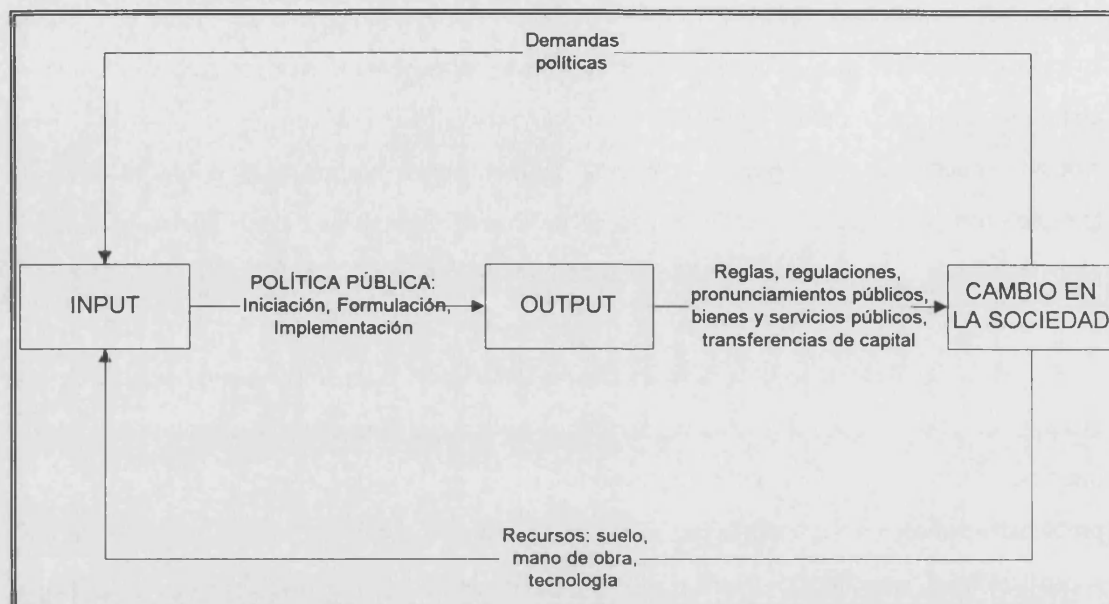 Demandas
políticas
INPUT
POLÍTICA PÚBLICA:
Iniciación, Formulación,
Implementación
OUTPUT
Reglas, regulaciones,
pronunciamientos públicos,
bienes y servicios públicos,
transferencias de capital
CAMBIO EN
LA SOCIEDAD
Recursos: suelo,
mano de obra,
tecnología